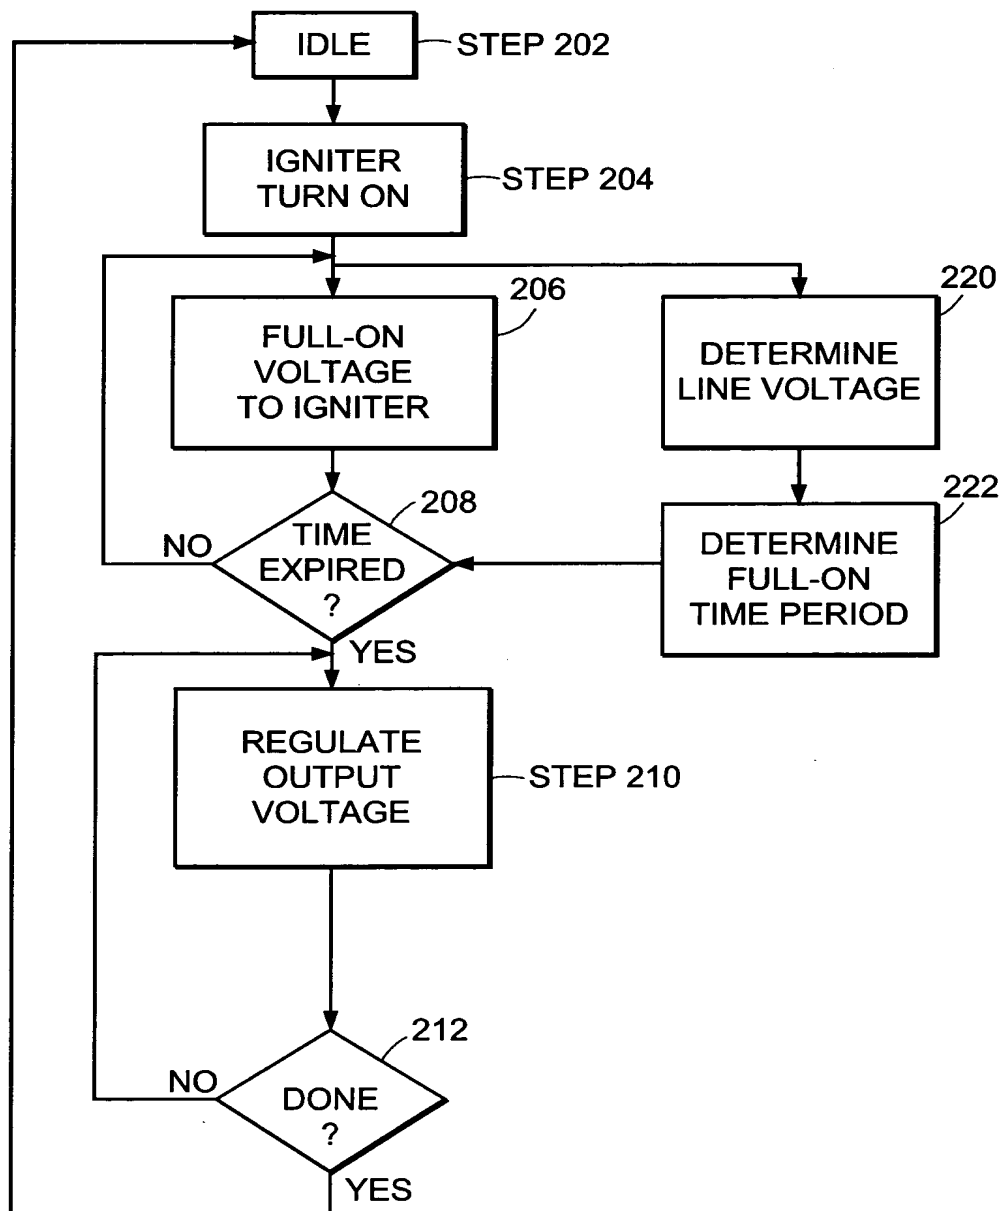 IDLE
STEP 202
IGNITER
TURN ON
STEP 204
206
FULL-ON
VOLTAGE
TO IGNITER
220
DETERMINE
LINE VOLTAGE
208
TIME
EXPIRED
?
NO
YES
222
DETERMINE
FULL-ON
TIME PERIOD
REGULATE
OUTPUT
VOLTAGE
STEP 210
212
DONE
?
NO
YES